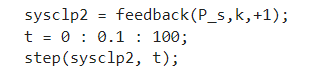 sysclp2 = feedback(P_s,k,+1);
t = 0 : 0.1 : 100;
step(sysclp2, t);